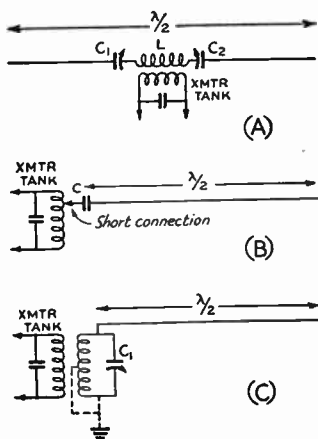 λ/2
C1 L C2
XMTR
TANK
(A)
XMTR
TANK
C
λ/2
Short connection
(B)
XMTR
TANK
λ/2
C1
(C)